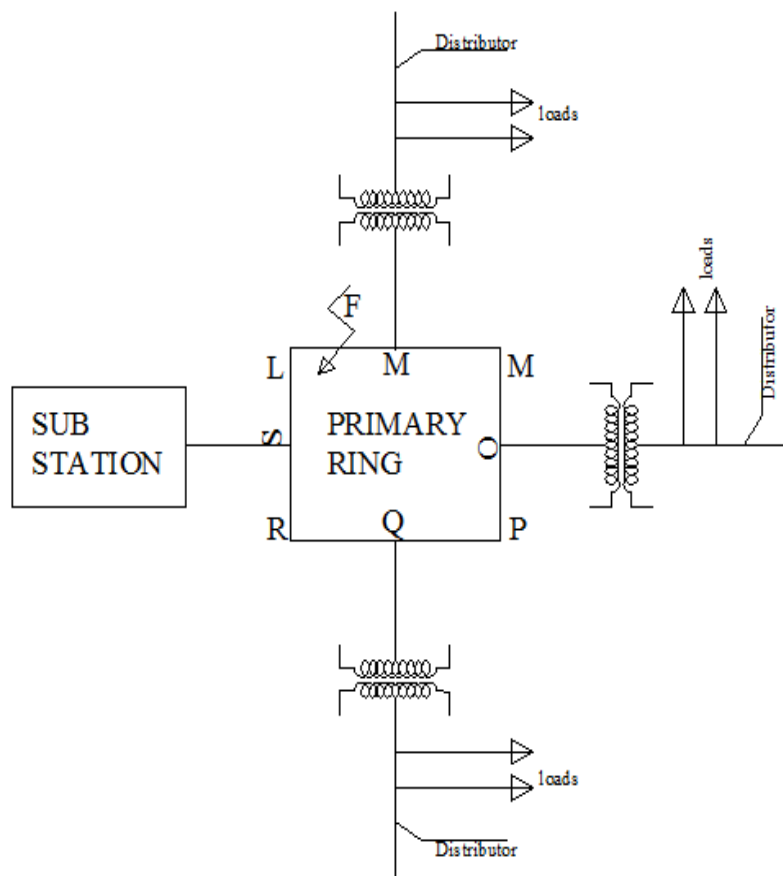 Distributor
loads
loads
Distributor
F
L
M
M
SUB
STATION
S
PRIMARY
RING
O
R
Q
P
loads
Distributor